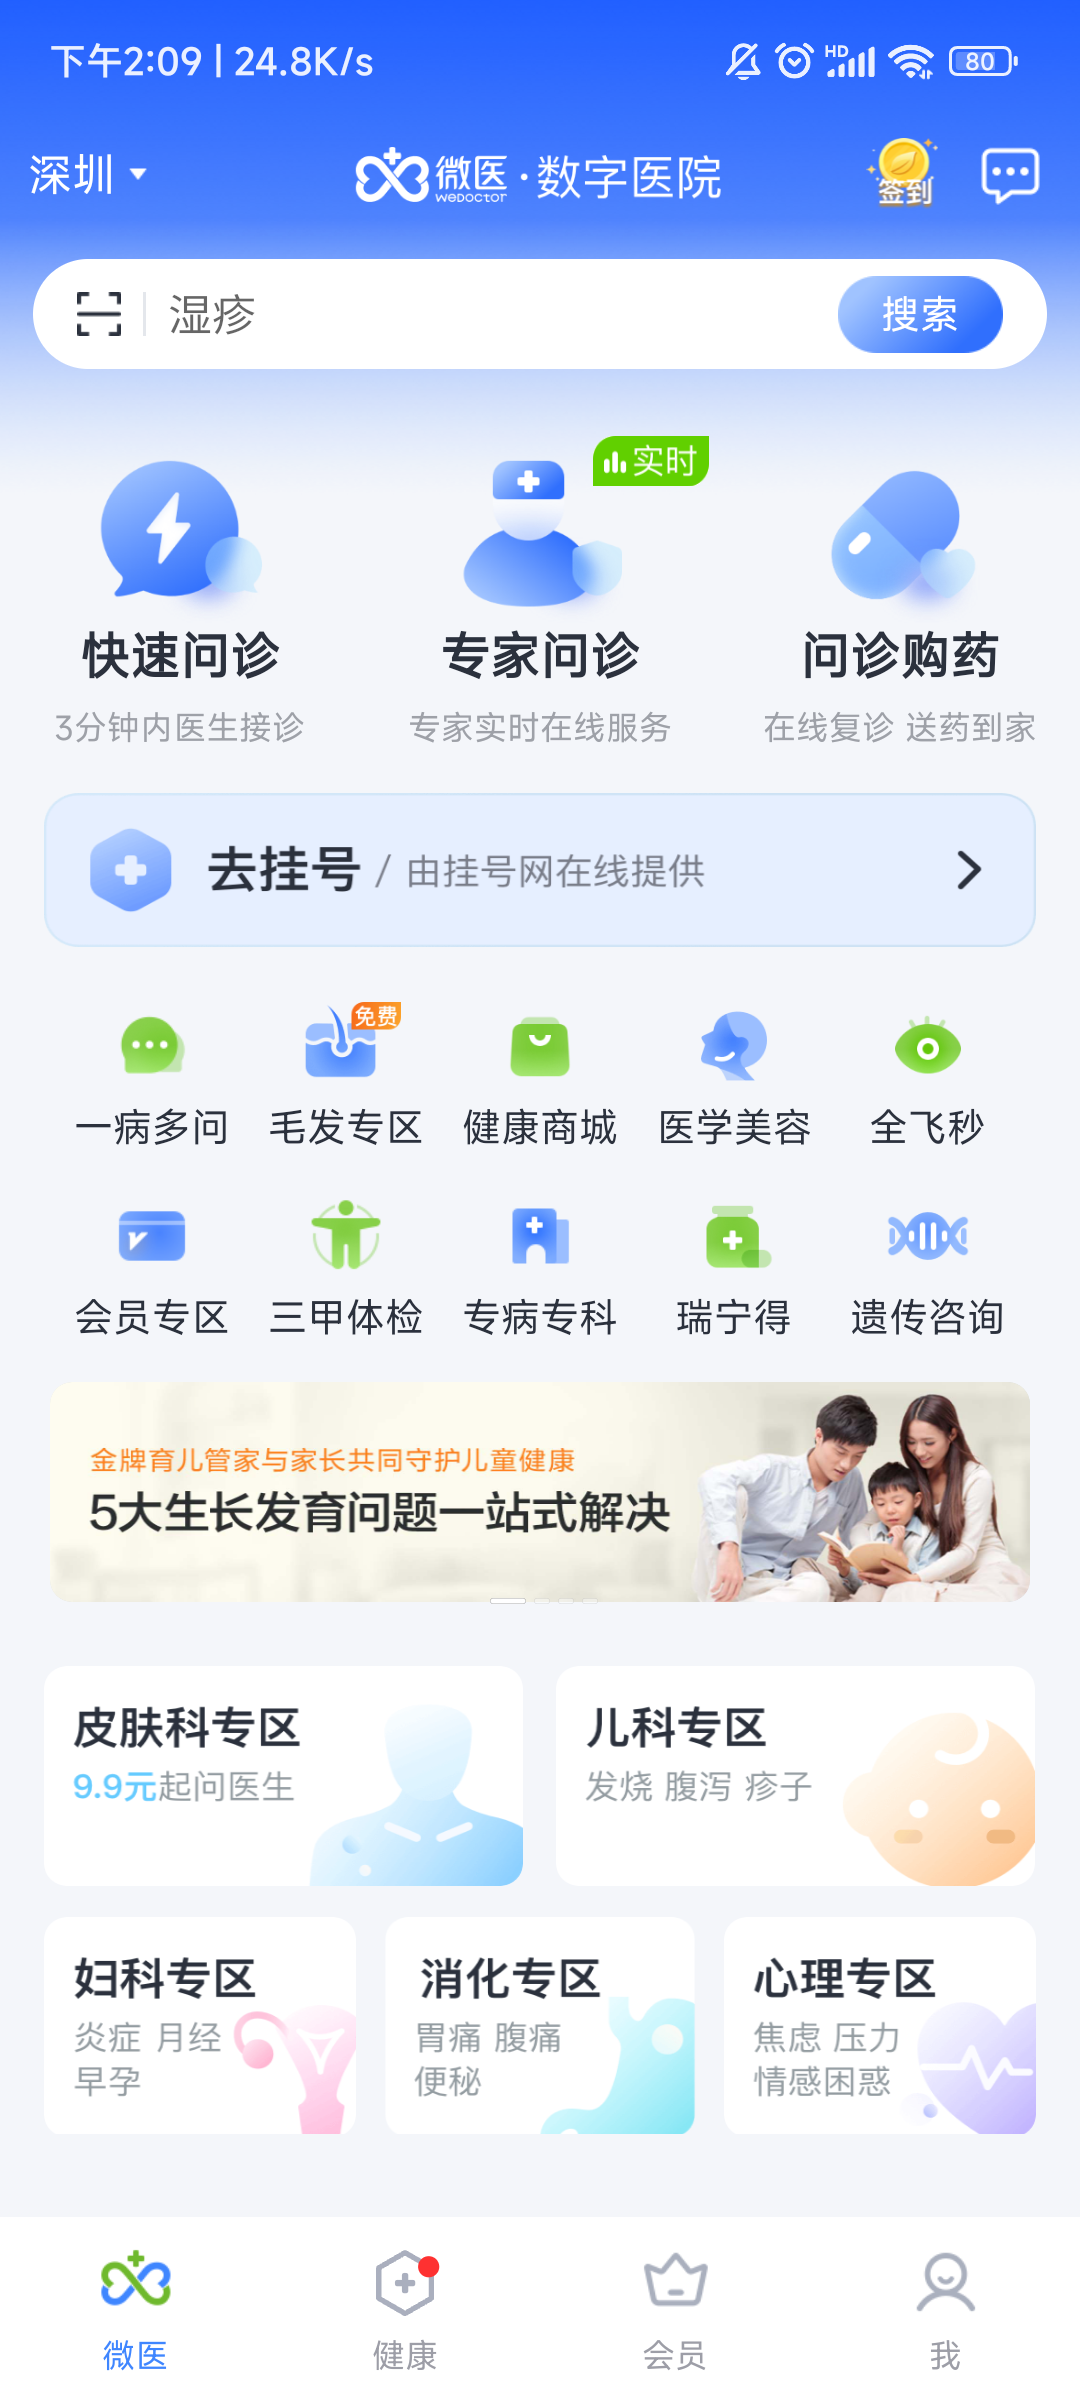 下午2:09 | 24.8K/s
HD
80
深圳
微医
WeDOCTOR
·数字医院
签到
湿疹
搜索
实时
快速问诊
专家问诊
问诊购药
3分钟内医生接诊
专家实时在线服务
在线复诊 送药到家
去挂号 / 由挂号网在线提供
免费
一病多问
毛发专区
健康商城
医学美容
全飞秒
会员专区
三甲体检
专病专科
瑞宁得
遗传咨询
金牌育儿管家与家长共同守护儿童健康
5大生长发育问题一站式解决
皮肤科专区
9.9元起问医生
儿科专区
发烧 腹泻 疹子
妇科专区
炎症 月经
早孕
消化专区
胃痛 腹痛
便秘
心理专区
焦虑 压力
情感困惑
微医
健康
会员
我